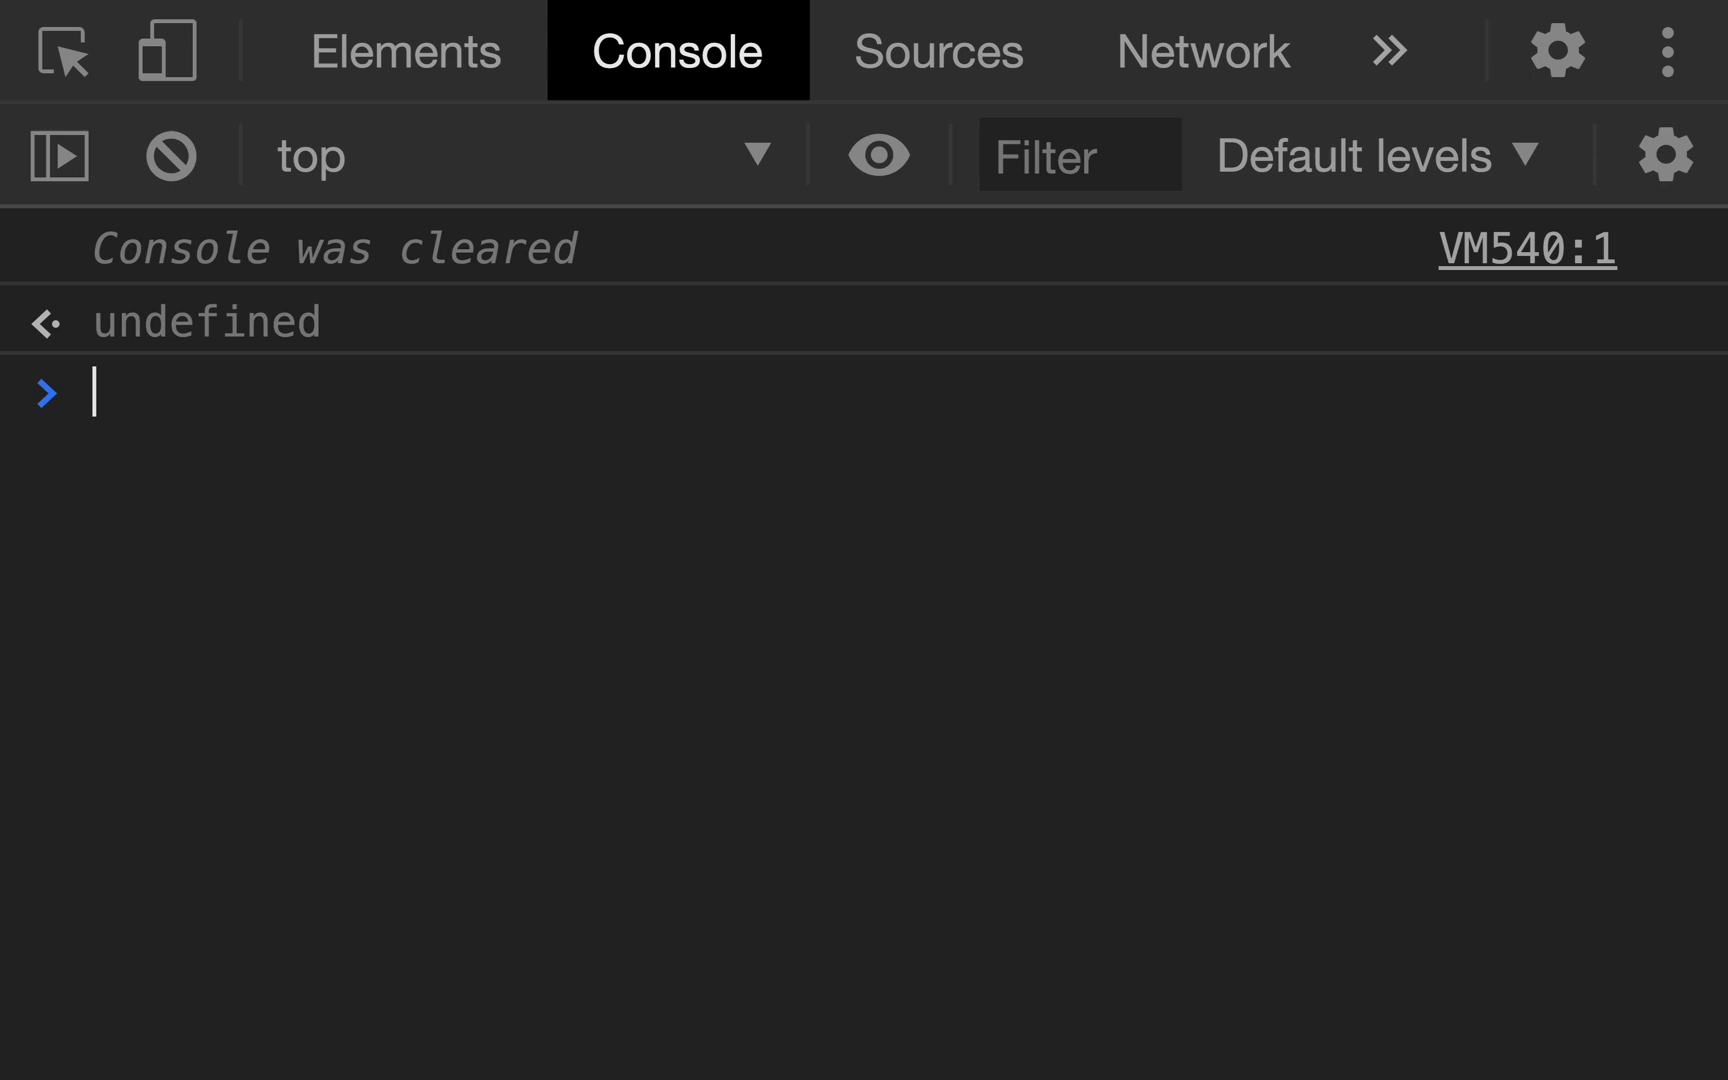 Elements Console Sources Network
top Filter Default levels
Console was cleared VM540:1
undefined